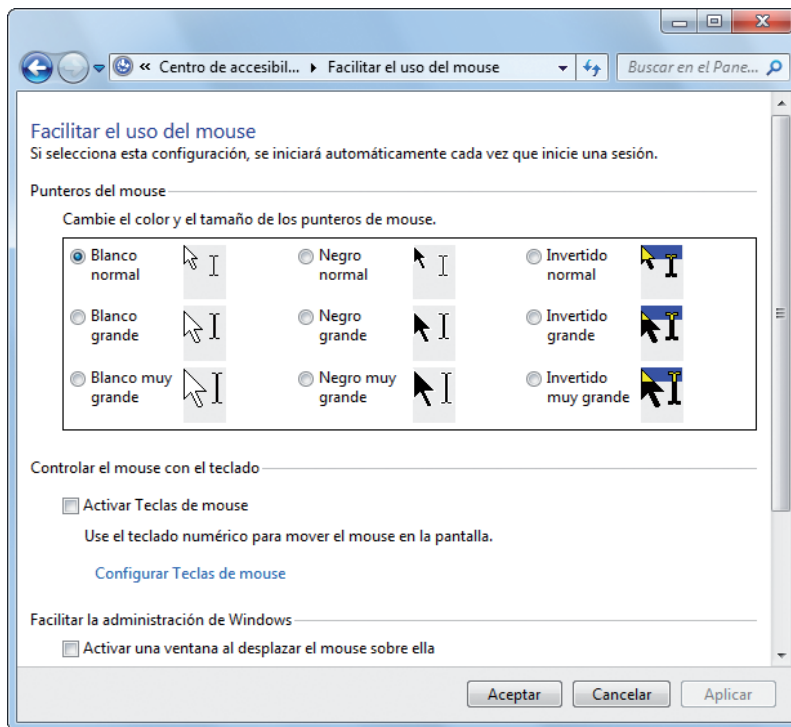 « Centro de accesibil... ▸ Facilitar el uso del mouse
Buscar en el Pane...
Facilitar el uso del mouse
Si selecciona esta configuración, se iniciará automáticamente cada vez que inicie una sesión.
Punteros del mouse
Cambie el color y el tamaño de los punteros de mouse.
Blanco
normal
Negro
normal
Invertido
normal
Blanco
grande
Negro
grande
Invertido
grande
Blanco muy
grande
Negro muy
grande
Invertido
muy grande
Controlar el mouse con el teclado
Activar Teclas de mouse
Use el teclado numérico para mover el mouse en la pantalla.
Configurar Teclas de mouse
Facilitar la administración de Windows
Activar una ventana al desplazar el mouse sobre ella
Aceptar
Cancelar
Aplicar